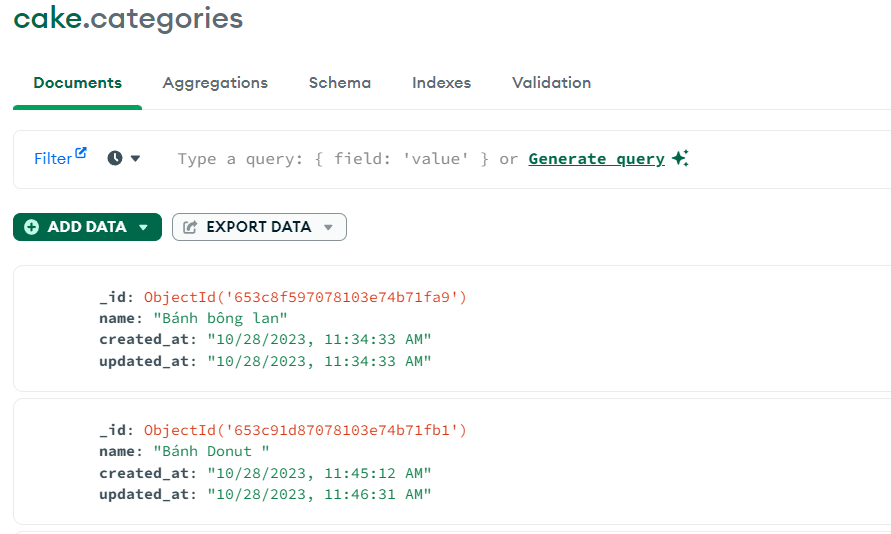 cake.categories
Documents Aggregations Schema Indexes Validation
Filter Type a query: { field: 'value' } or Generate query
ADD DATA EXPORT DATA
_id: ObjectId('653c8f597078103e74b71fa9')
name: "Bánh bông lan"
created_at: "10/28/2023, 11:34:33 AM"
updated_at: "10/28/2023, 11:34:33 AM"
_id: ObjectId('653c91d87078103e74b71fb1')
name: "Bánh Donut "
created_at: "10/28/2023, 11:45:12 AM"
updated_at: "10/28/2023, 11:46:31 AM"